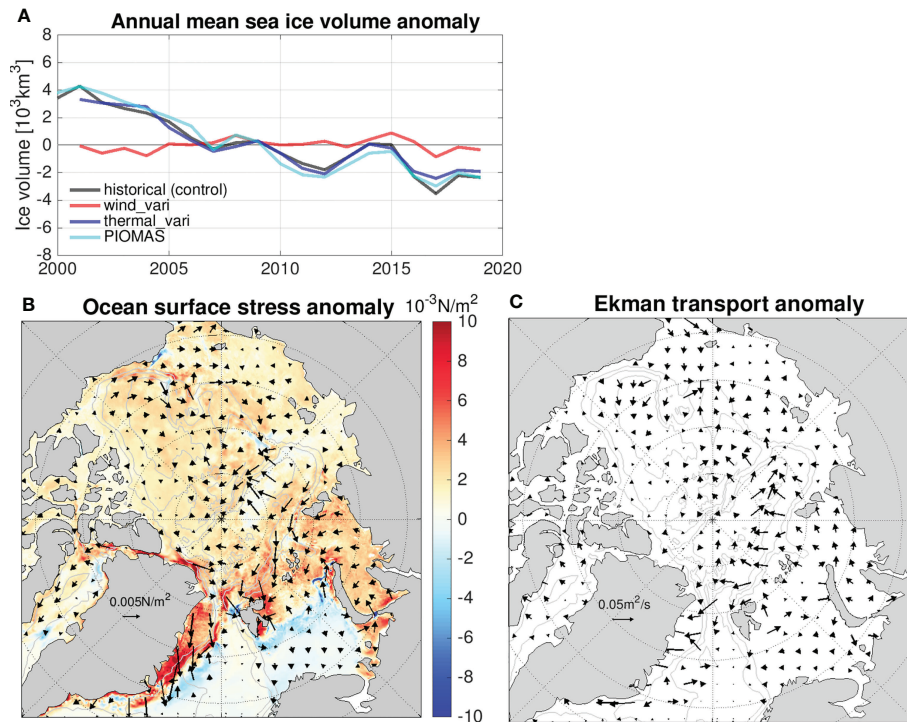 A
Annual mean sea ice volume anomaly
Ice volume [10³km³]
8
6
4
2
0
-2
-4
-6
-8
historical (control)
wind_vari
thermal_vari
PIOMAS
2000 2005 2010 2015 2020
B
Ocean surface stress anomaly
10⁻³N/m²
10
8
6
4
2
0
-2
-4
-6
-8
-10
0.005N/m²
C
Ekman transport anomaly
0.05m²/s